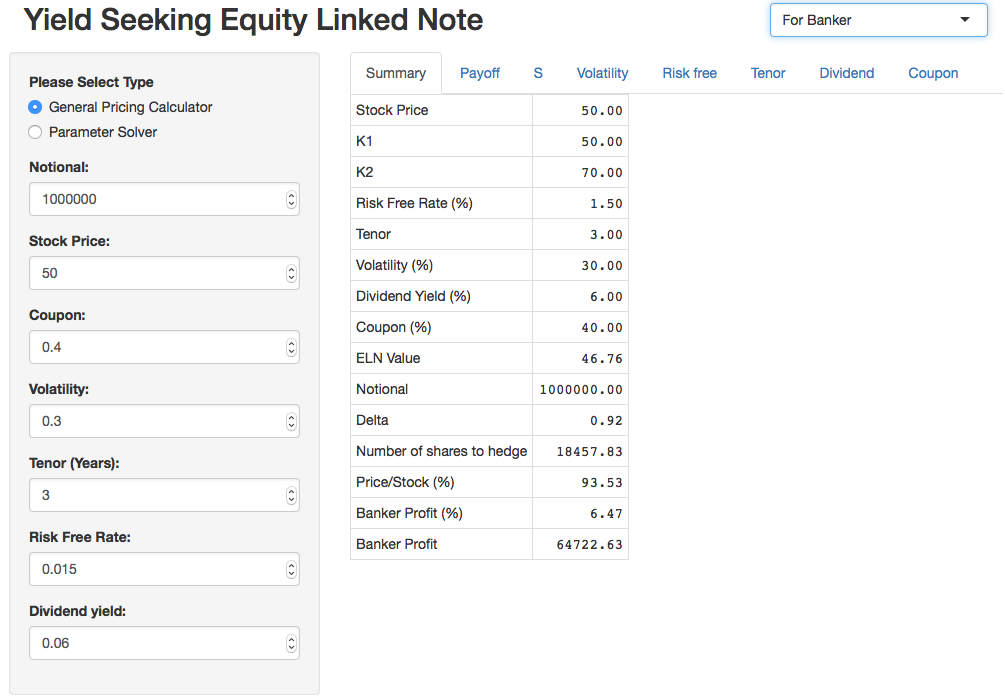 Yield Seeking Equity Linked Note
For Banker
Please Select Type
General Pricing Calculator
Parameter Solver
Notional:
1000000
Stock Price:
50
Coupon:
0.4
Volatility:
0.3
Tenor (Years):
3
Risk Free Rate:
0.015
Dividend yield:
0.06
Summary Payoff S Volatility Risk free Tenor Dividend Coupon
Stock Price 50.00
K1 50.00
K2 70.00
Risk Free Rate (%) 1.50
Tenor 3.00
Volatility (%) 30.00
Dividend Yield (%) 6.00
Coupon (%) 40.00
ELN Value 46.76
Notional 1000000.00
Delta 0.92
Number of shares to hedge 18457.83
Price/Stock (%) 93.53
Banker Profit (%) 6.47
Banker Profit 64722.63